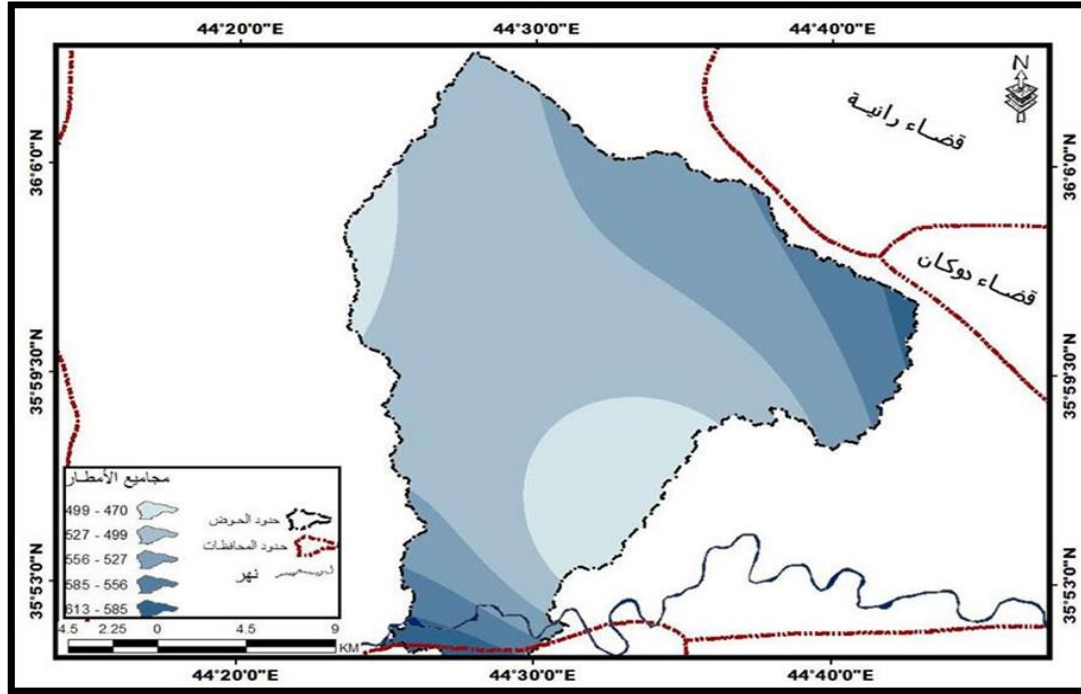 44°20'0"E 44°30'0"E 44°40'0"E
N
36°6'0"N 36°6'0"N
قضاء رانية
قضاء دوكان
35°59'30"N 35°59'30"N
مجاميع الأمطار
499 - 470
527 - 499
556 - 527
585 - 556
613 - 585
حدود الحوض
حدود المحافظات
نهر
35°53'0"N 35°53'0"N
4.5 2.25 0 4.5 9
KM
44°20'0"E 44°30'0"E 44°40'0"E